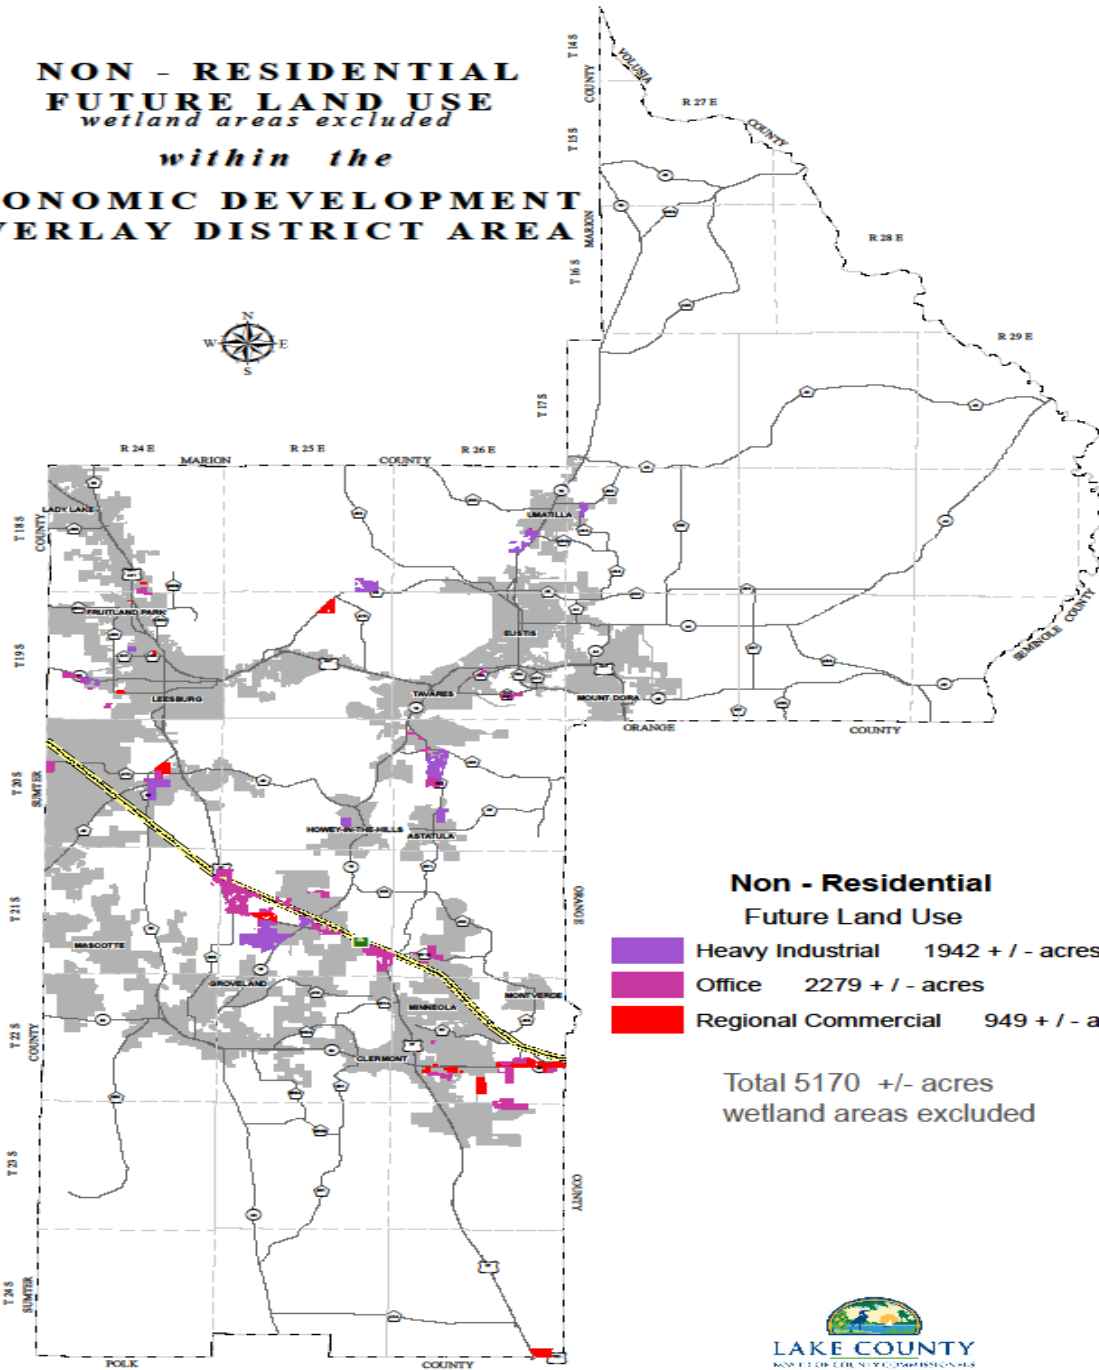 NON - RESIDENTIAL
FUTURE LAND USE
wetland areas excluded
within the
ONOMIC DEVELOPMENT
VERLAY DISTRICT AREA
N
W E
S
T 14 S
COUNTY
VOLUSIA
R 27 E
COUNTY
T 15 S
MARION
R 28 E
T 16 S
R 29 E
T 17 S
R 24 E
R 25 E
R 26 E
MARION
COUNTY
LADY LAKE
T 18 S
COUNTY
UMATILLA
FRUITLAND PARK
EUSTIS
SEMINOLE COUNTY
T 19 S
LEESBURG
TAVARES
MOUNT DORA
ORANGE
COUNTY
T 20 S
SUMTER
HOWEY-IN-THE-HILLS
ASTATULA
T 21 S
ORANGE
MASCOTTE
GROVELAND
MONTVERDE
MINNEOLA
T 22 S
COUNTY
CLERMONT
T 23 S
COUNTY
T 24 S
SUMTER
POLK
COUNTY
Non - Residential
Future Land Use
Heavy Industrial 1942 + / - acres
Office 2279 + / - acres
Regional Commercial 949 + / - a
Total 5170 +/- acres
wetland areas excluded
LAKE COUNTY
BOARD OF COUNTY COMMISSIONERS